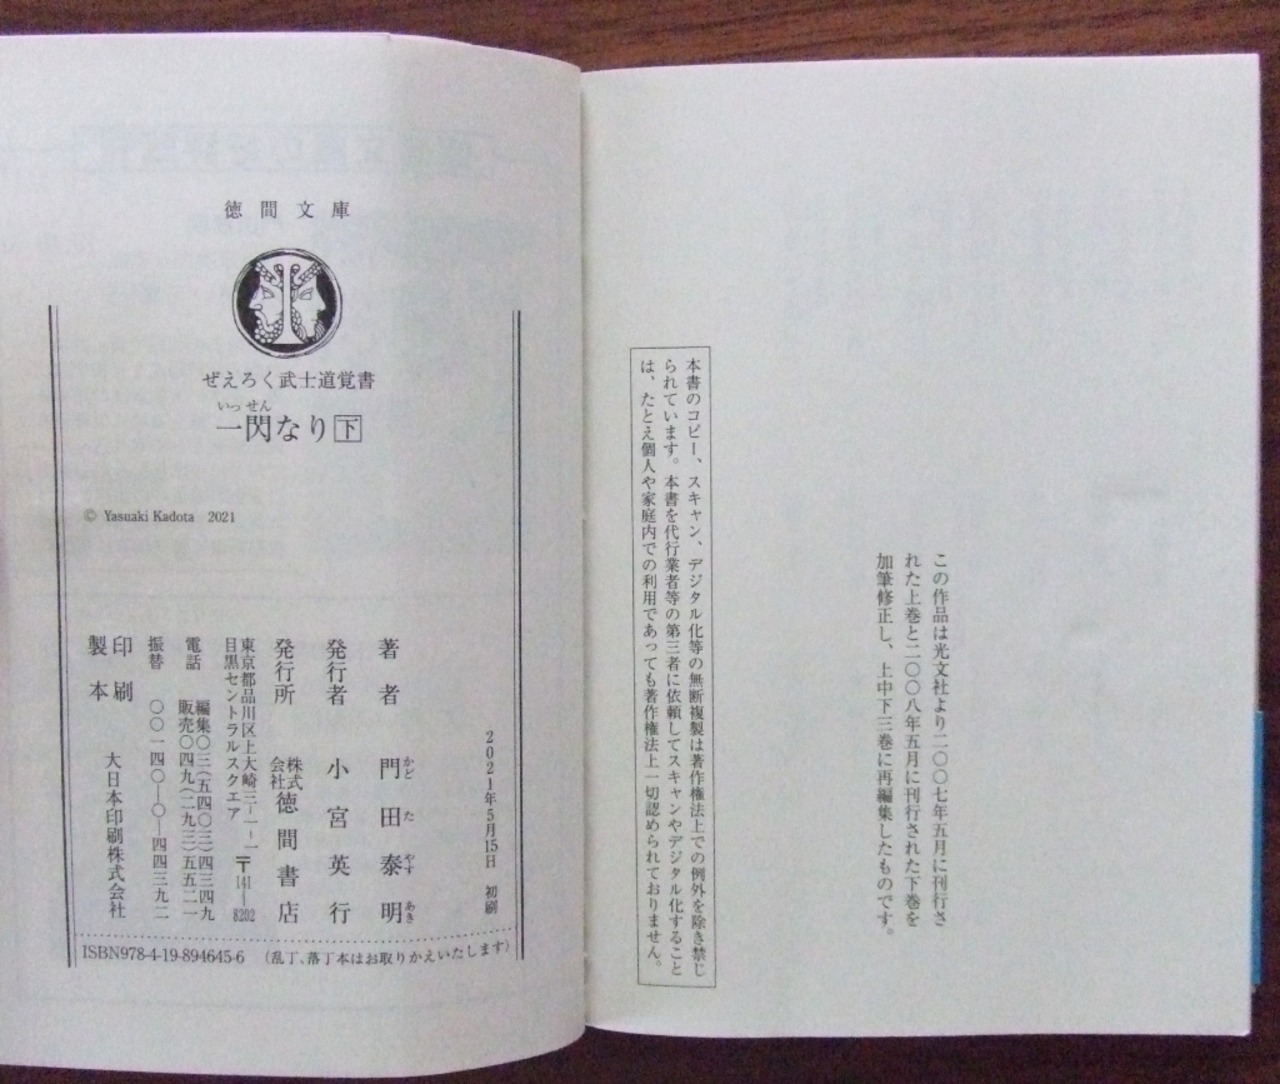 この作品は光文社より二〇〇七年五月に刊行さ
れた上巻と二〇〇八年五月に刊行された下巻を
加筆修正し、上中下三巻に再編集したものです。
本書のコピー、スキャン、デジタル化等の無断複製は著作権法上での例外を除き禁じ
られています。本書を代行業者等の第三者に依頼してスキャンやデジタル化すること
は、たとえ個人や家庭内での利用であっても著作権法上一切認められておりません。
徳間文庫
ぜえろく武士道覚書
いっせん
一閃なり 下
© Yasuaki Kadota 2021
2021年5月15日 初刷
著者 門田泰明
かどたやすあき
発行者 小宮英行
発行所 株式会社徳間書店
東京都品川区上大崎三―一―一
目黒セントラルスクエア 〒141―8202
電話 編集〇三(五四〇三)四三四九
販売〇四九(二九三)五五二一
振替 〇〇一四〇―〇―四四三九二
印刷
製本 大日本印刷株式会社
ISBN978-4-19-894645-6 (乱丁、落丁本はお取りかえいたします)